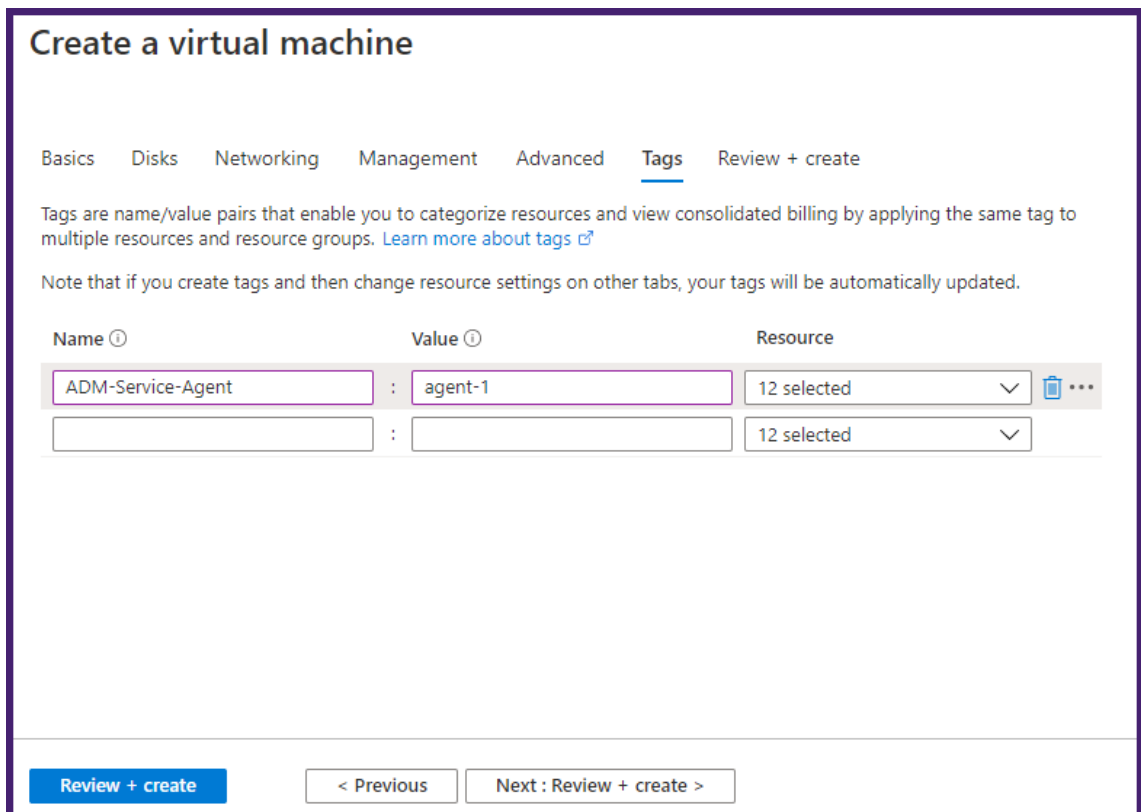 Create a virtual machine
Basics Disks Networking Management Advanced Tags Review + create
Tags are name/value pairs that enable you to categorize resources and view consolidated billing by applying the same tag to
multiple resources and resource groups. Learn more about tags
Note that if you create tags and then change resource settings on other tabs, your tags will be automatically updated.
Name Value Resource
ADM-Service-Agent : agent-1 12 selected
: 12 selected
Review + create < Previous Next : Review + create >